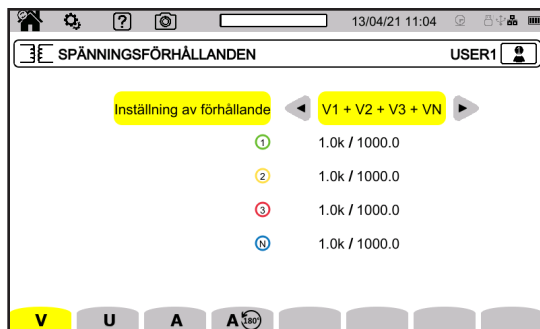 ? 13/04/21 11:04
SPÄNNINGSFÖRHÅLLANDEN USER1
Inställning av förhållande V1 + V2 + V3 + VN
1 1.0k / 1000.0
2 1.0k / 1000.0
3 1.0k / 1000.0
N 1.0k / 1000.0
V U A A 180°